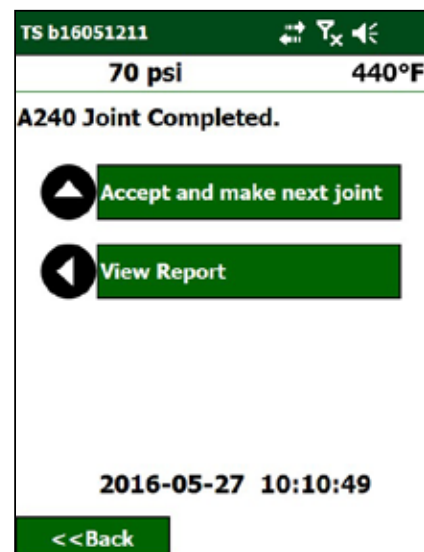 TS b16051211
70 psi 440°F
A240 Joint Completed.
Accept and make next joint
View Report
2016-05-27 10:10:49
<<Back